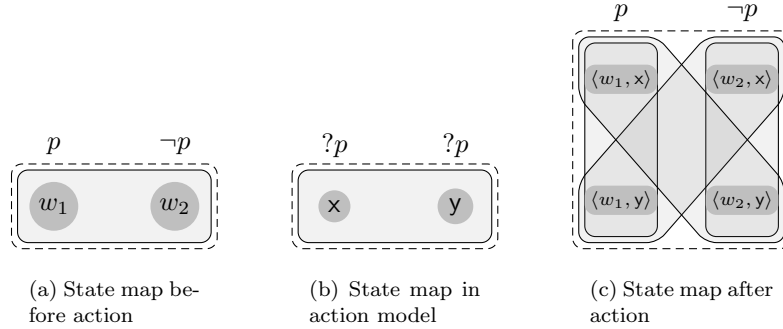 p ¬p
⟨w₁, x⟩ ⟨w₂, x⟩
p ¬p ?p ?p
w₁ w₂ x y ⟨w₁, y⟩ ⟨w₂, y⟩
(a) State map be-
fore action
(b) State map in
action model
(c) State map after
action